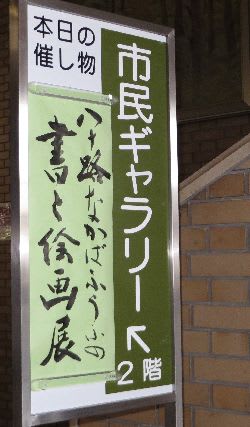 本日の
催し物
市民ギャラリー
↖
2階
八十路なかばふうふの
書と絵画展